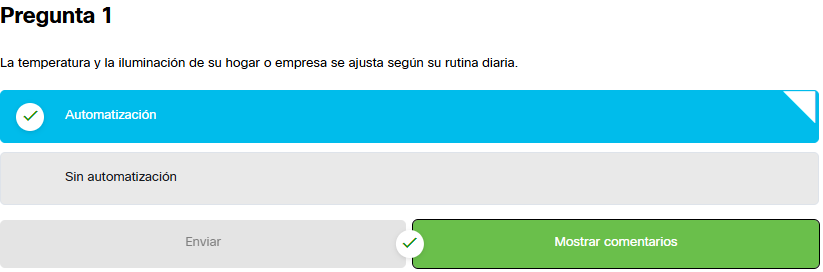 Pregunta 1
La temperatura y la iluminación de su hogar o empresa se ajusta según su rutina diaria.
Automatización
Sin automatización
Enviar
Mostrar comentarios